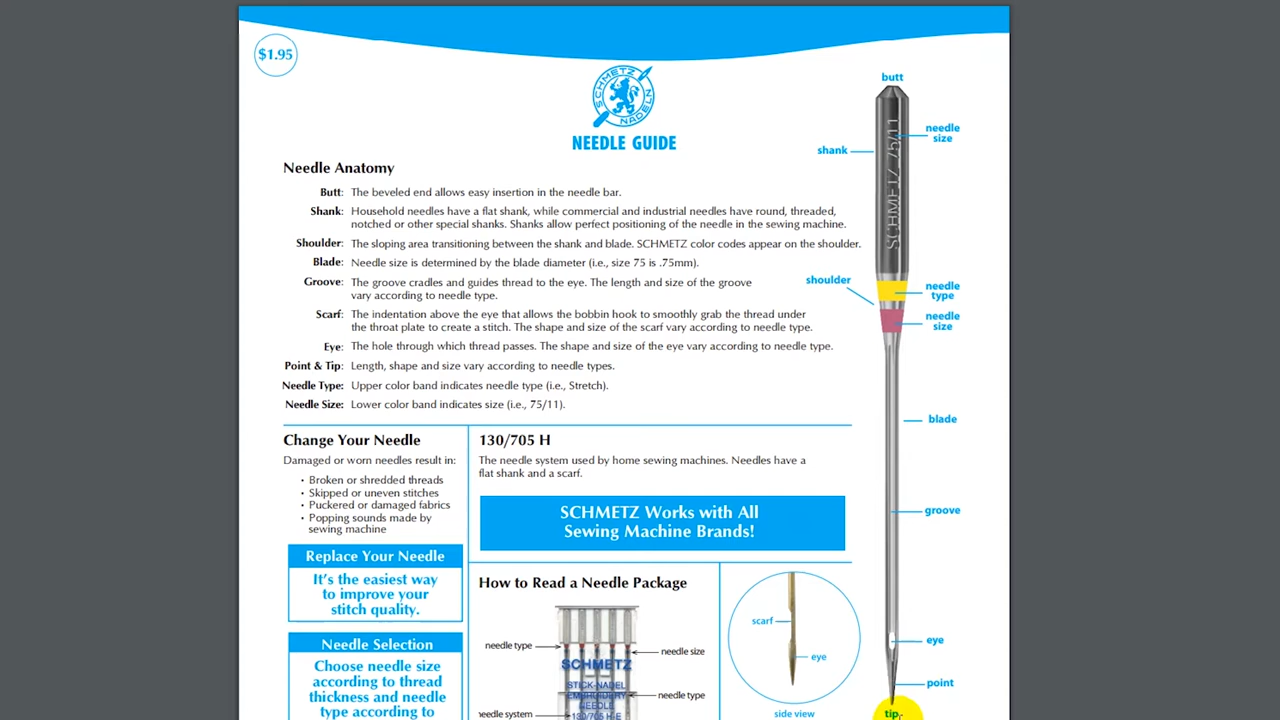 $1.95
SCHMETZ
NADELN
NEEDLE GUIDE
Needle Anatomy
Butt: The beveled end allows easy insertion in the needle bar.
Shank: Household needles have a flat shank, while commercial and industrial needles have round, threaded,
notched or other special shanks. Shanks allow perfect positioning of the needle in the sewing machine.
Shoulder: The sloping area transitioning between the shank and blade. SCHMETZ color codes appear on the shoulder.
Blade: Needle size is determined by the blade diameter (i.e., size 75 is .75mm).
Groove: The groove cradles and guides thread to the eye. The length and size of the groove
vary according to needle type.
Scarf: The indentation above the eye that allows the bobbin hook to smoothly grab the thread under
the throat plate to create a stitch. The shape and size of the scarf vary according to needle type.
Eye: The hole through which thread passes. The shape and size of the eye vary according to needle type.
Point & Tip: Length, shape and size vary according to needle types.
Needle Type: Upper color band indicates needle type (i.e., Stretch).
Needle Size: Lower color band indicates size (i.e., 75/11).
butt
needle
size
shank
SCHMETZ 75/11
shoulder
needle
type
needle
size
blade
groove
eye
point
tip
Change Your Needle
Damaged or worn needles result in:
• Broken or shredded threads
• Skipped or uneven stitches
• Puckered or damaged fabrics
• Popping sounds made by
sewing machine
Replace Your Needle
It's the easiest way
to improve your
stitch quality.
Needle Selection
Choose needle size
according to thread
thickness and needle
type according to
130/705 H
The needle system used by home sewing machines. Needles have a
flat shank and a scarf.
SCHMETZ Works with All
Sewing Machine Brands!
How to Read a Needle Package
needle type
needle size
SCHMETZ
STICK-NADEL
EMBROIDERY
NEEDLE
130/705 H-E
needle type
needle system
scarf
eye
side view